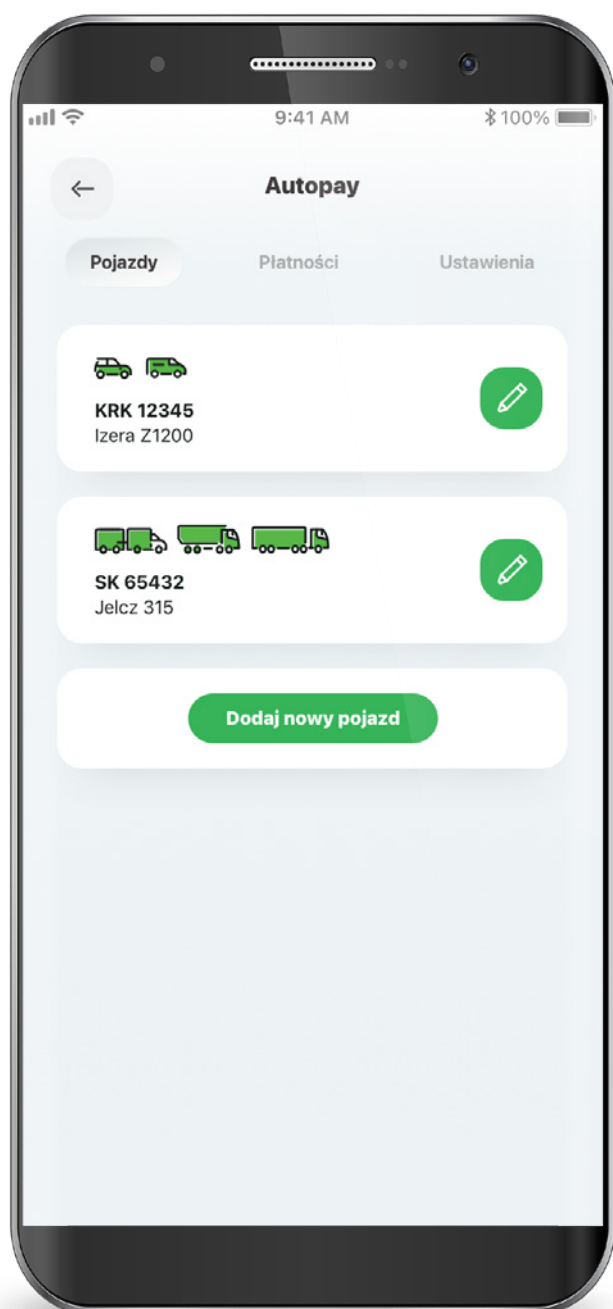 9:41 AM
100%
Autopay
Pojazdy
Płatności
Ustawienia
KRK 12345
Izera Z1200
SK 65432
Jelcz 315
Dodaj nowy pojazd